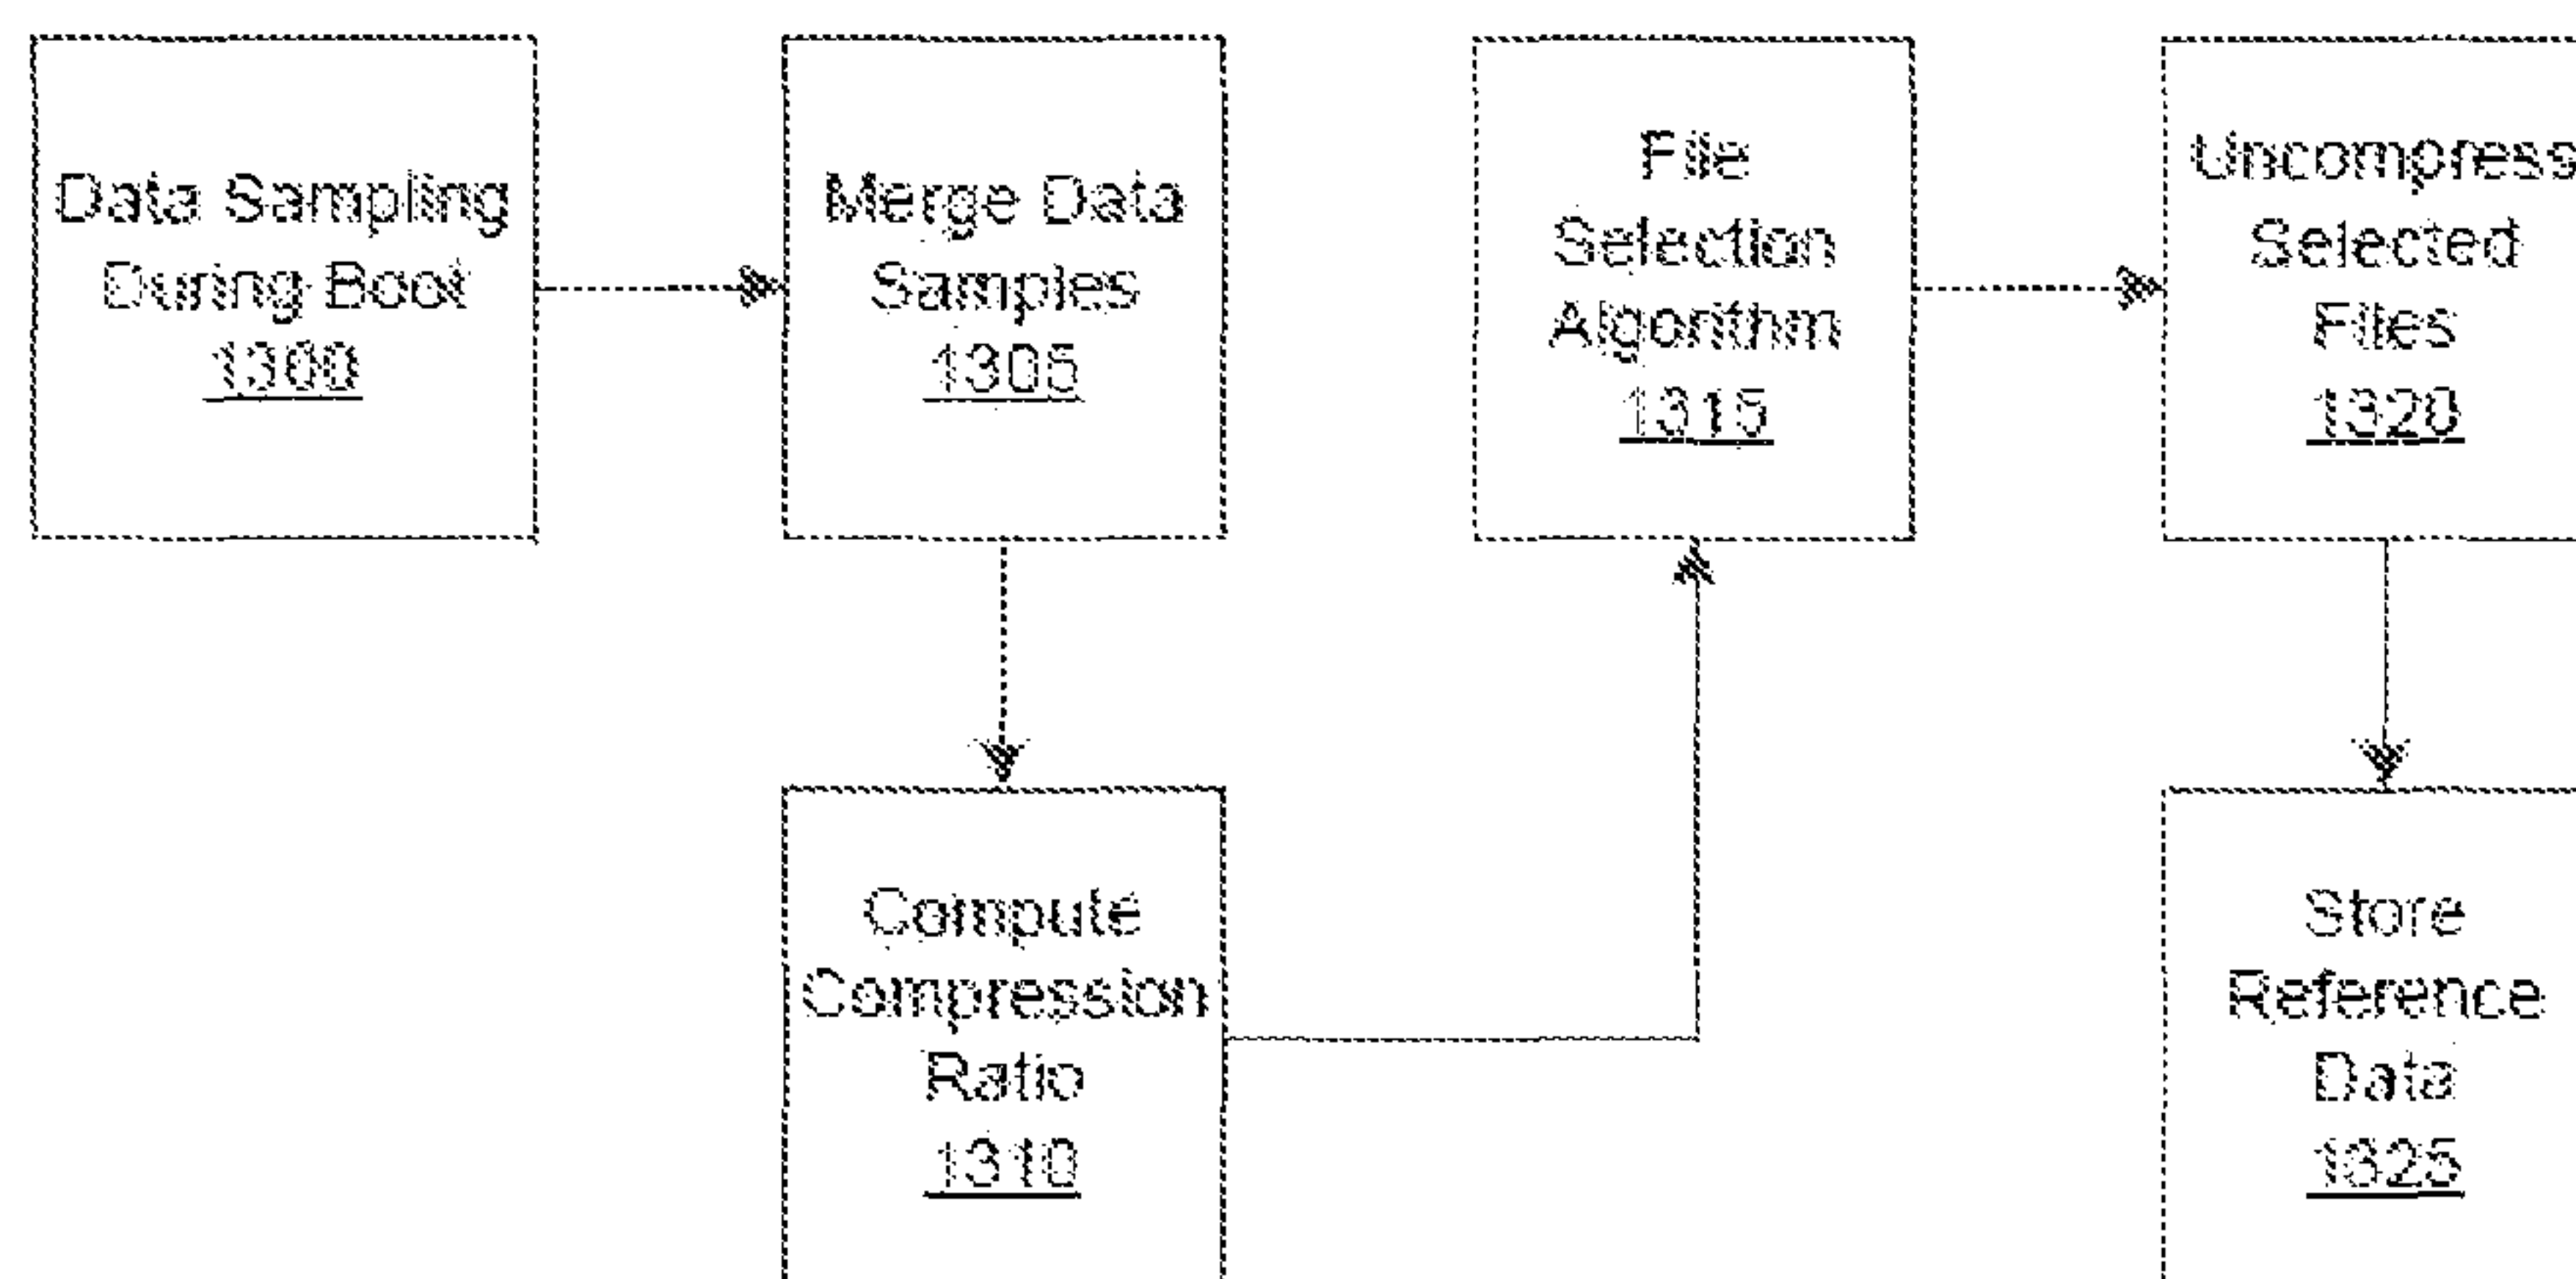 Data Sampling
During Boot
1300
Merge Data
Samples
1305
Compute
Compression
Ratio
1310
File
Selection
Algorithm
1315
Uncompress
Selected
Files
1320
Store
Reference
Data
1325